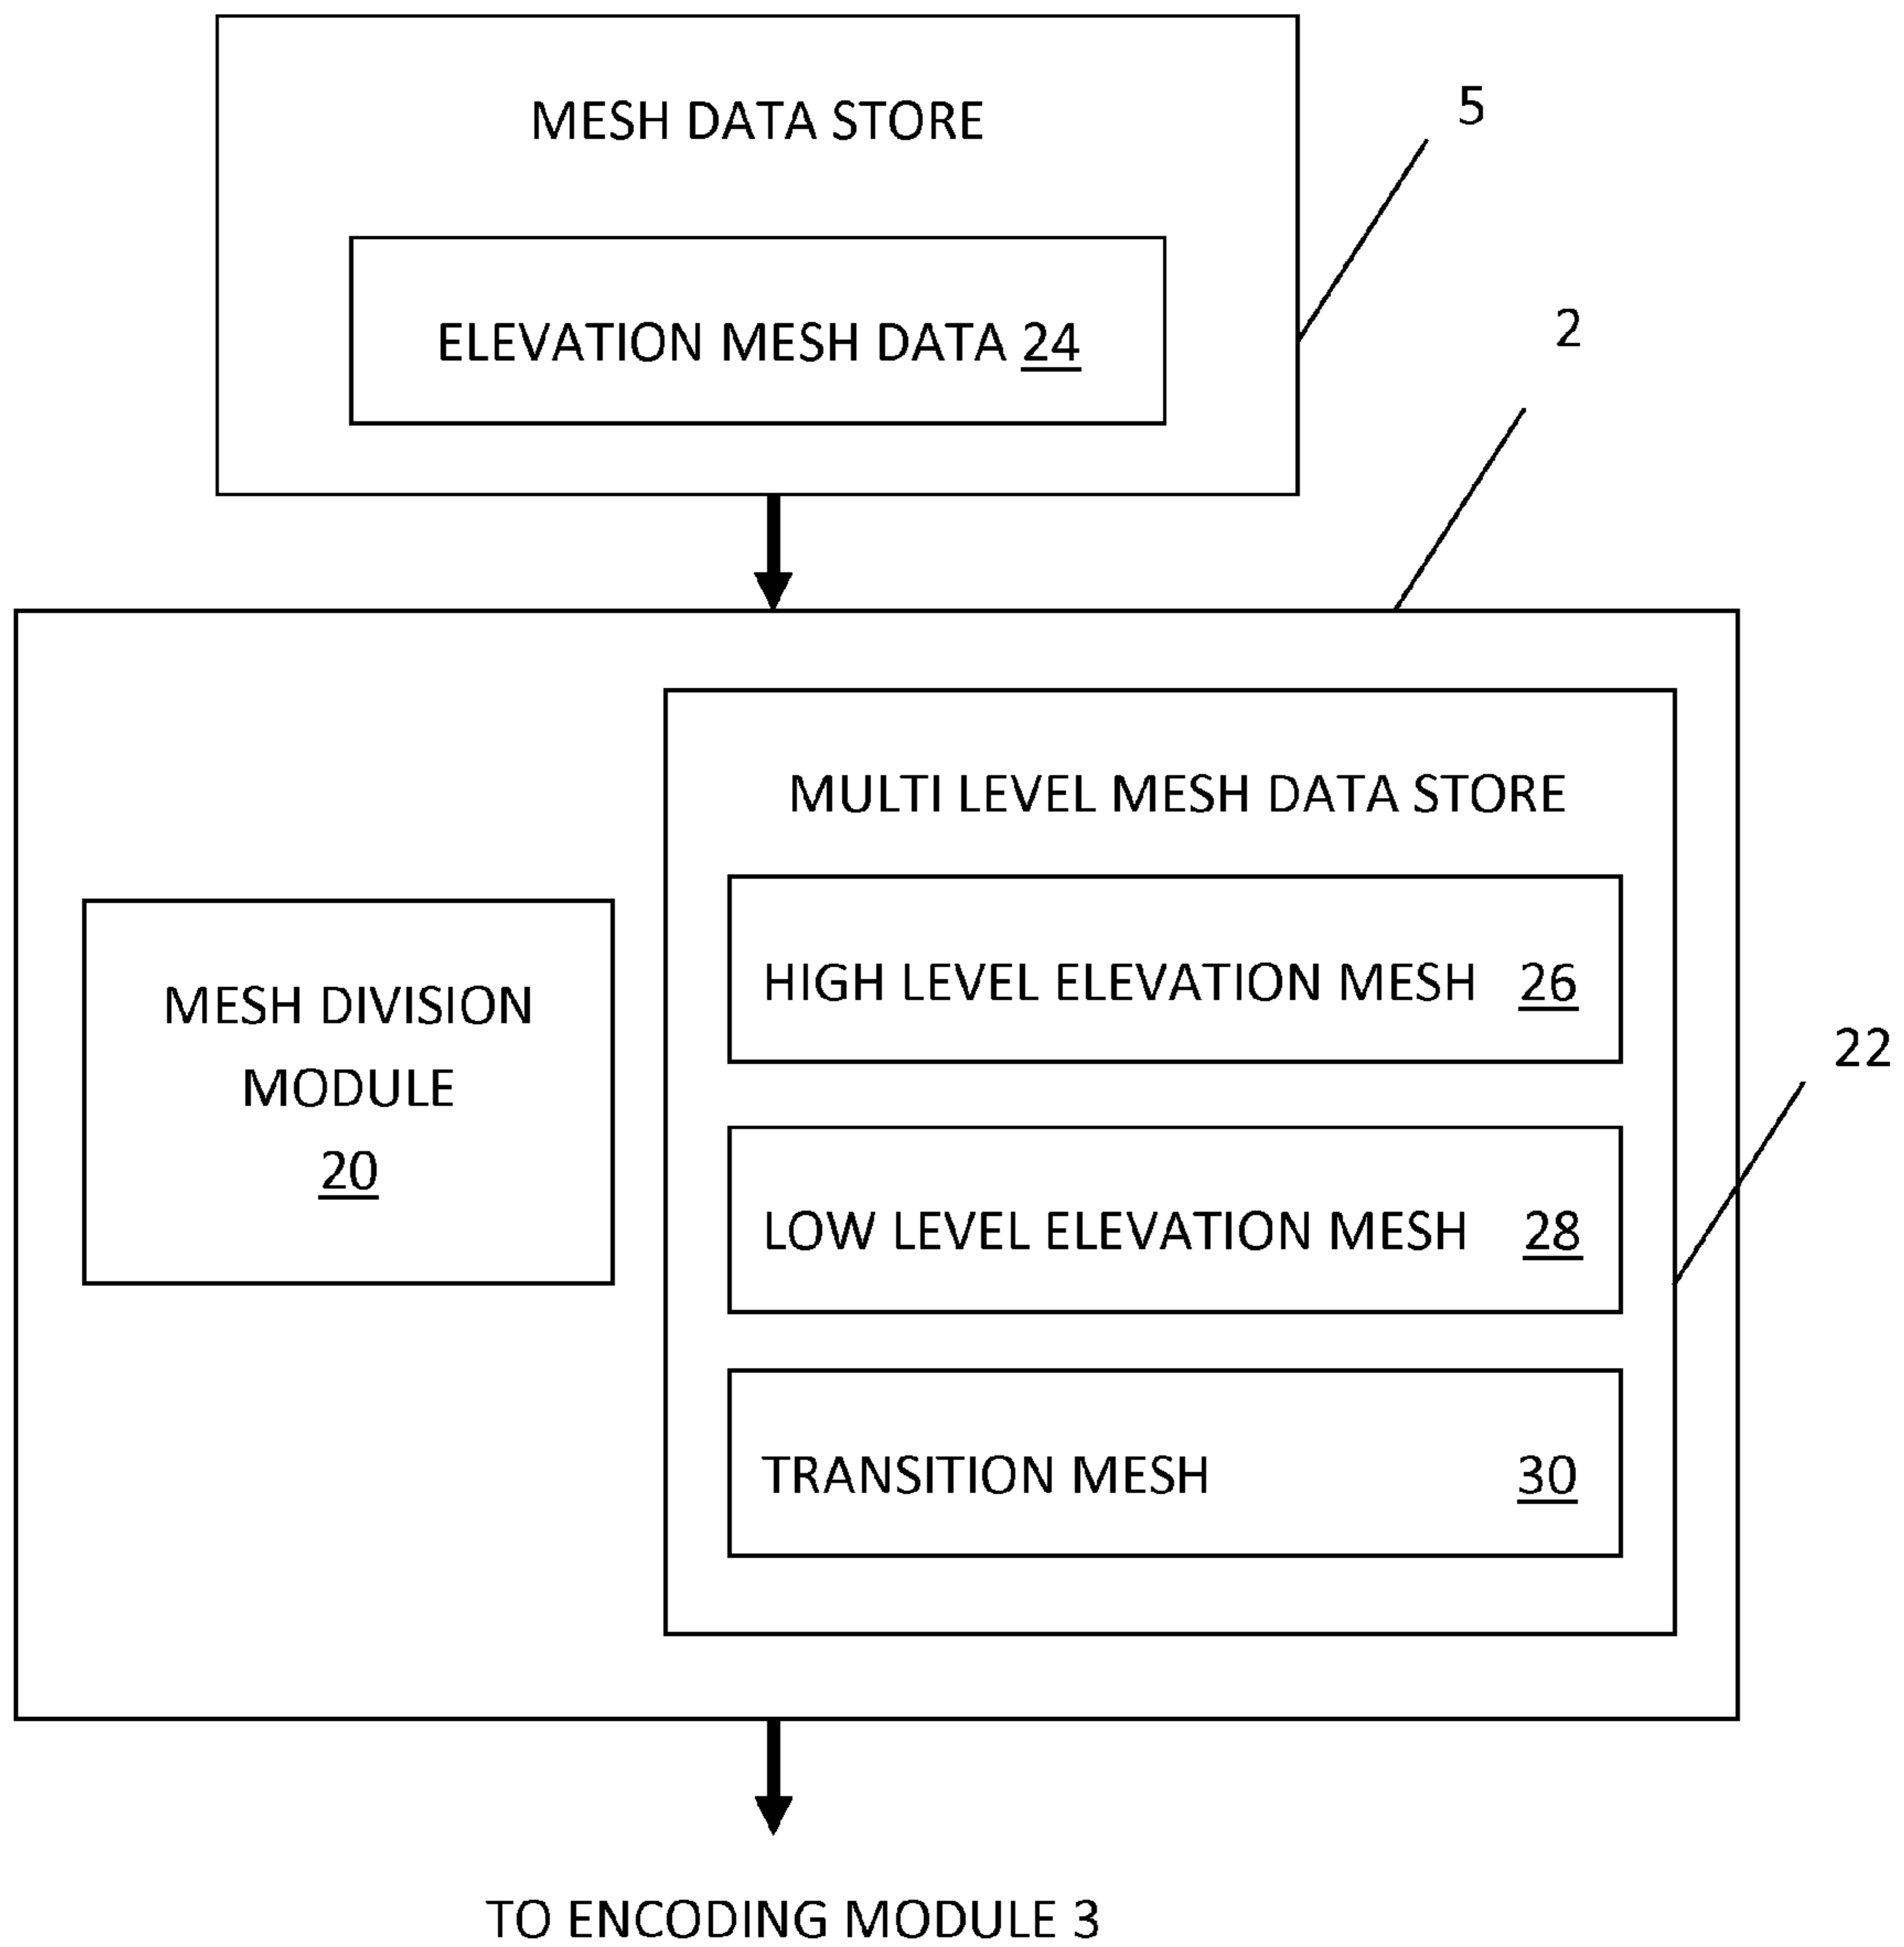 MESH DATA STORE
5
ELEVATION MESH DATA 24
2
MULTI LEVEL MESH DATA STORE
HIGH LEVEL ELEVATION MESH 26
MESH DIVISION
MODULE
20
22
LOW LEVEL ELEVATION MESH 28
TRANSITION MESH 30
TO ENCODING MODULE 3